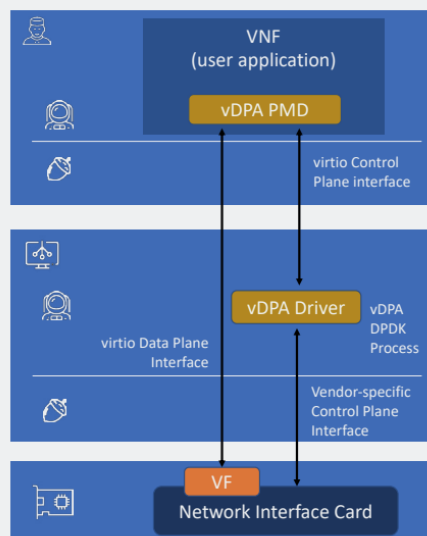 VNF
(user application)
vDPA PMD
virtio Control
Plane interface
vDPA Driver
vDPA
DPDK
Process
virtio Data Plane
Interface
Vendor-specific
Control Plane
Interface
VF
Network Interface Card